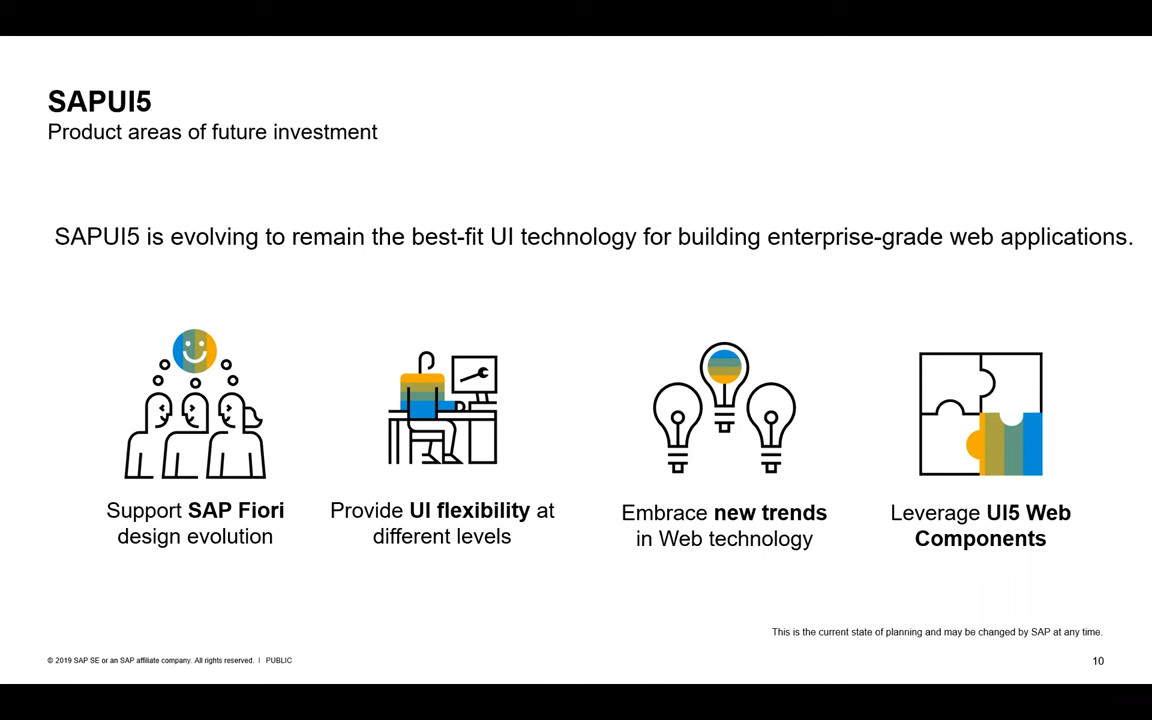 SAPUI5
Product areas of future investment
SAPUI5 is evolving to remain the best-fit UI technology for building enterprise-grade web applications.
Support SAP Fiori
design evolution
Provide UI flexibility at
different levels
Embrace new trends
in Web technology
Leverage UI5 Web
Components
This is the current state of planning and may be changed by SAP at any time.
© 2019 SAP SE or an SAP affiliate company. All rights reserved. I PUBLIC
10